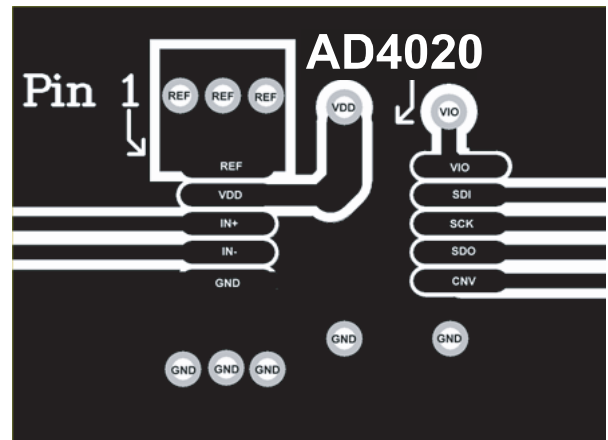 AD4020
Pin 1
REF REF REF
VDD
VIO
REF
VDD
IN+
IN-
GND
VIO
SDI
SCK
SDO
CNV
GND
GND
GND GND GND